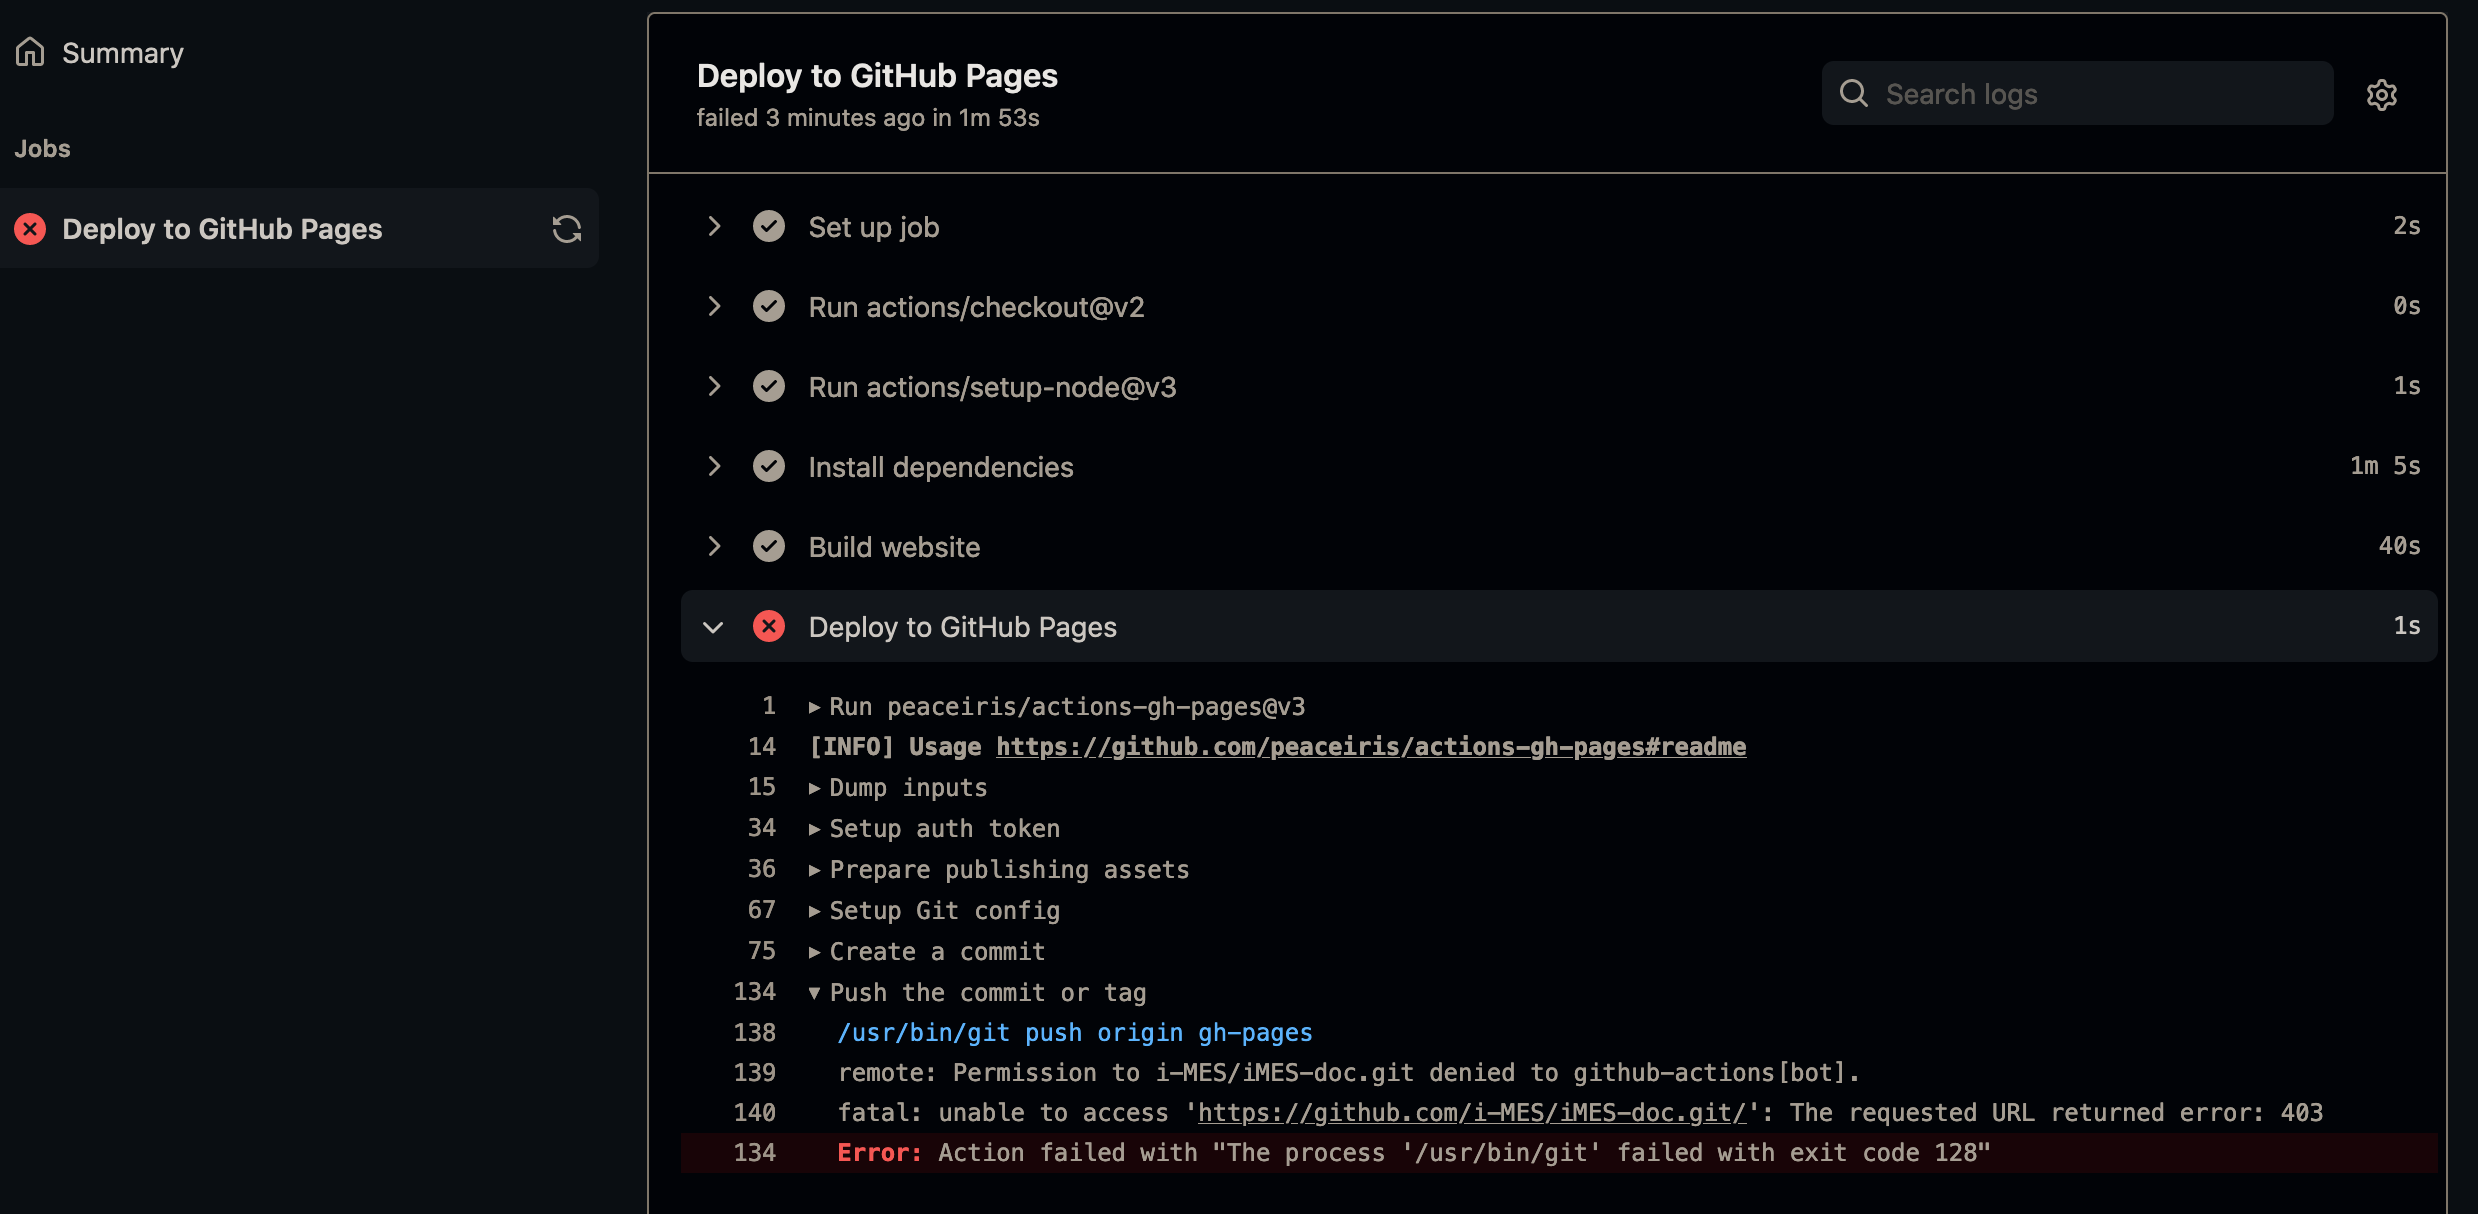 Summary
Jobs
Deploy to GitHub Pages
Deploy to GitHub Pages
failed 3 minutes ago in 1m 53s
Search logs
Set up job 2s
Run actions/checkout@v2 0s
Run actions/setup-node@v3 1s
Install dependencies 1m 5s
Build website 40s
Deploy to GitHub Pages 1s
1 ▶ Run peaceiris/actions-gh-pages@v3
14 [INFO] Usage https://github.com/peaceiris/actions-gh-pages#readme
15 ▶ Dump inputs
34 ▶ Setup auth token
36 ▶ Prepare publishing assets
67 ▶ Setup Git config
75 ▶ Create a commit
134 ▼ Push the commit or tag
138 /usr/bin/git push origin gh-pages
139 remote: Permission to i-MES/iMES-doc.git denied to github-actions[bot].
140 fatal: unable to access 'https://github.com/i-MES/iMES-doc.git/': The requested URL returned error: 403
134 Error: Action failed with "The process '/usr/bin/git' failed with exit code 128"